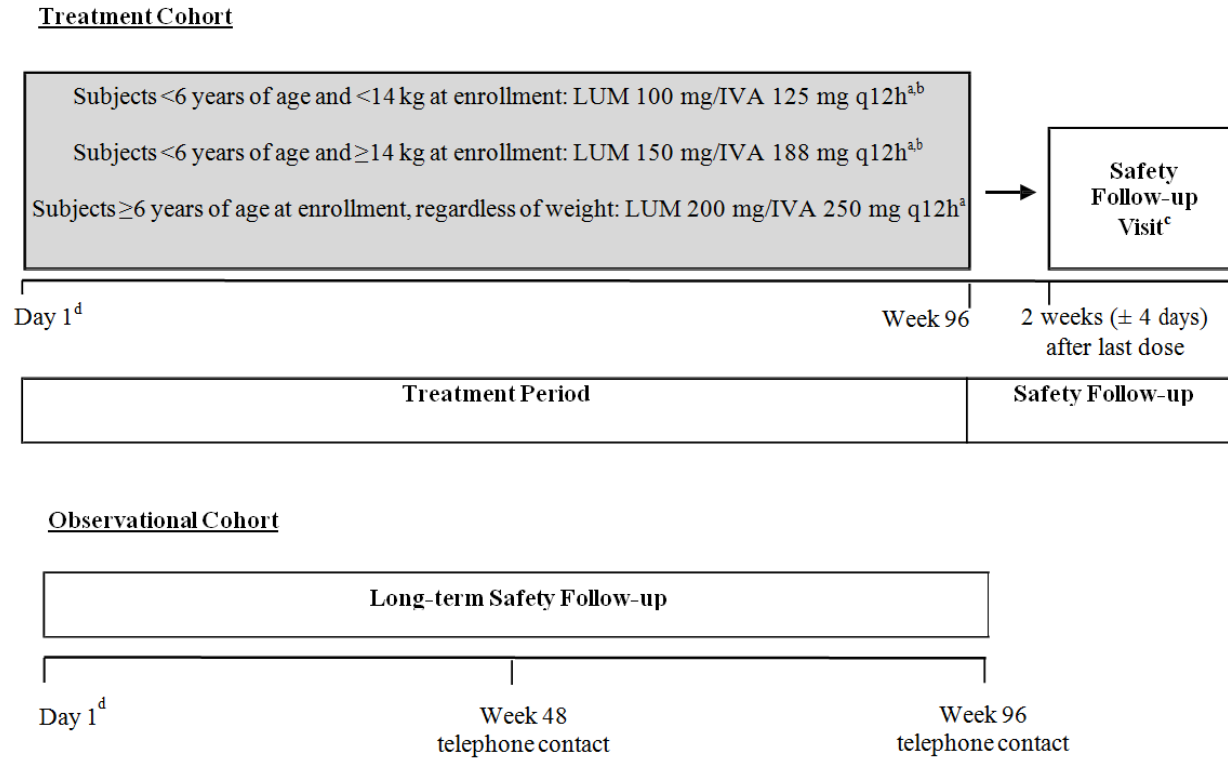 Treatment Cohort
Subjects <6 years of age and <14 kg at enrollment: LUM 100 mg/IVA 125 mg q12h^a,b
Subjects <6 years of age and ≥14 kg at enrollment: LUM 150 mg/IVA 188 mg q12h^a,b
Subjects ≥6 years of age at enrollment, regardless of weight: LUM 200 mg/IVA 250 mg q12h^a
Safety
Follow-up
Visit^c
Day 1^d
Week 96
2 weeks (± 4 days)
after last dose
Treatment Period
Safety Follow-up
Observational Cohort
Long-term Safety Follow-up
Day 1^d
Week 48
telephone contact
Week 96
telephone contact